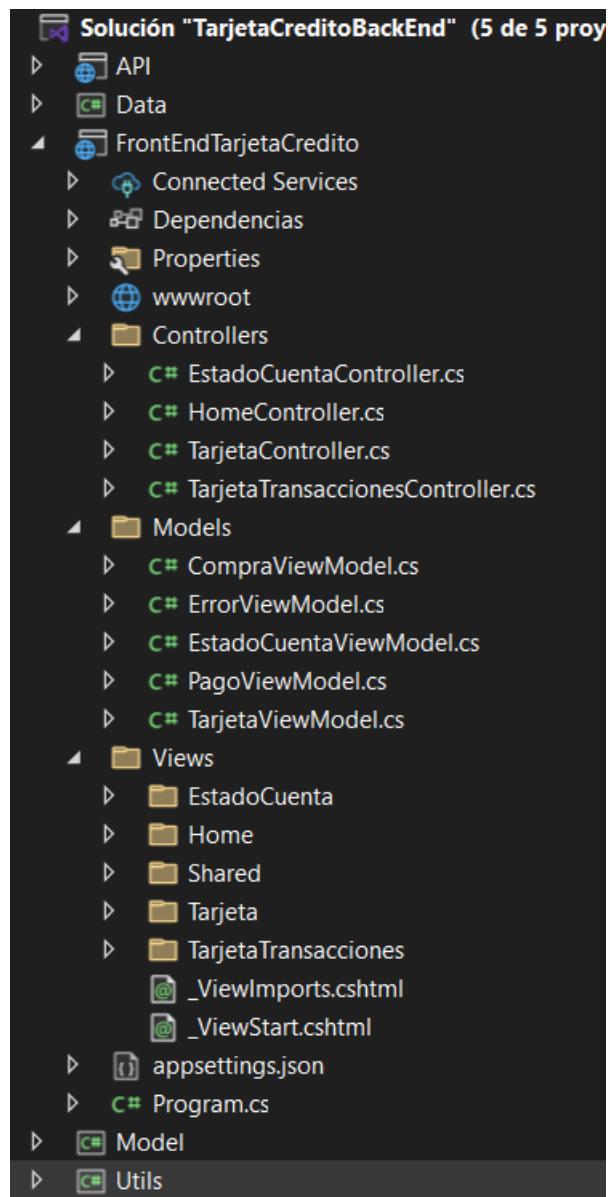 Solución "TarjetaCreditoBackEnd" (5 de 5 proy
API
C# Data
FrontEndTarjetaCredito
Connected Services
Dependencias
Properties
wwwroot
Controllers
C# EstadoCuentaController.cs
C# HomeController.cs
C# TarjetaController.cs
C# TarjetaTransaccionesController.cs
Models
C# CompraViewModel.cs
C# ErrorViewModel.cs
C# EstadoCuentaViewModel.cs
C# PagoViewModel.cs
C# TarjetaViewModel.cs
Views
EstadoCuenta
Home
Shared
Tarjeta
TarjetaTransacciones
_ViewImports.cshtml
_ViewStart.cshtml
appsettings.json
C# Program.cs
C# Model
C# Utils